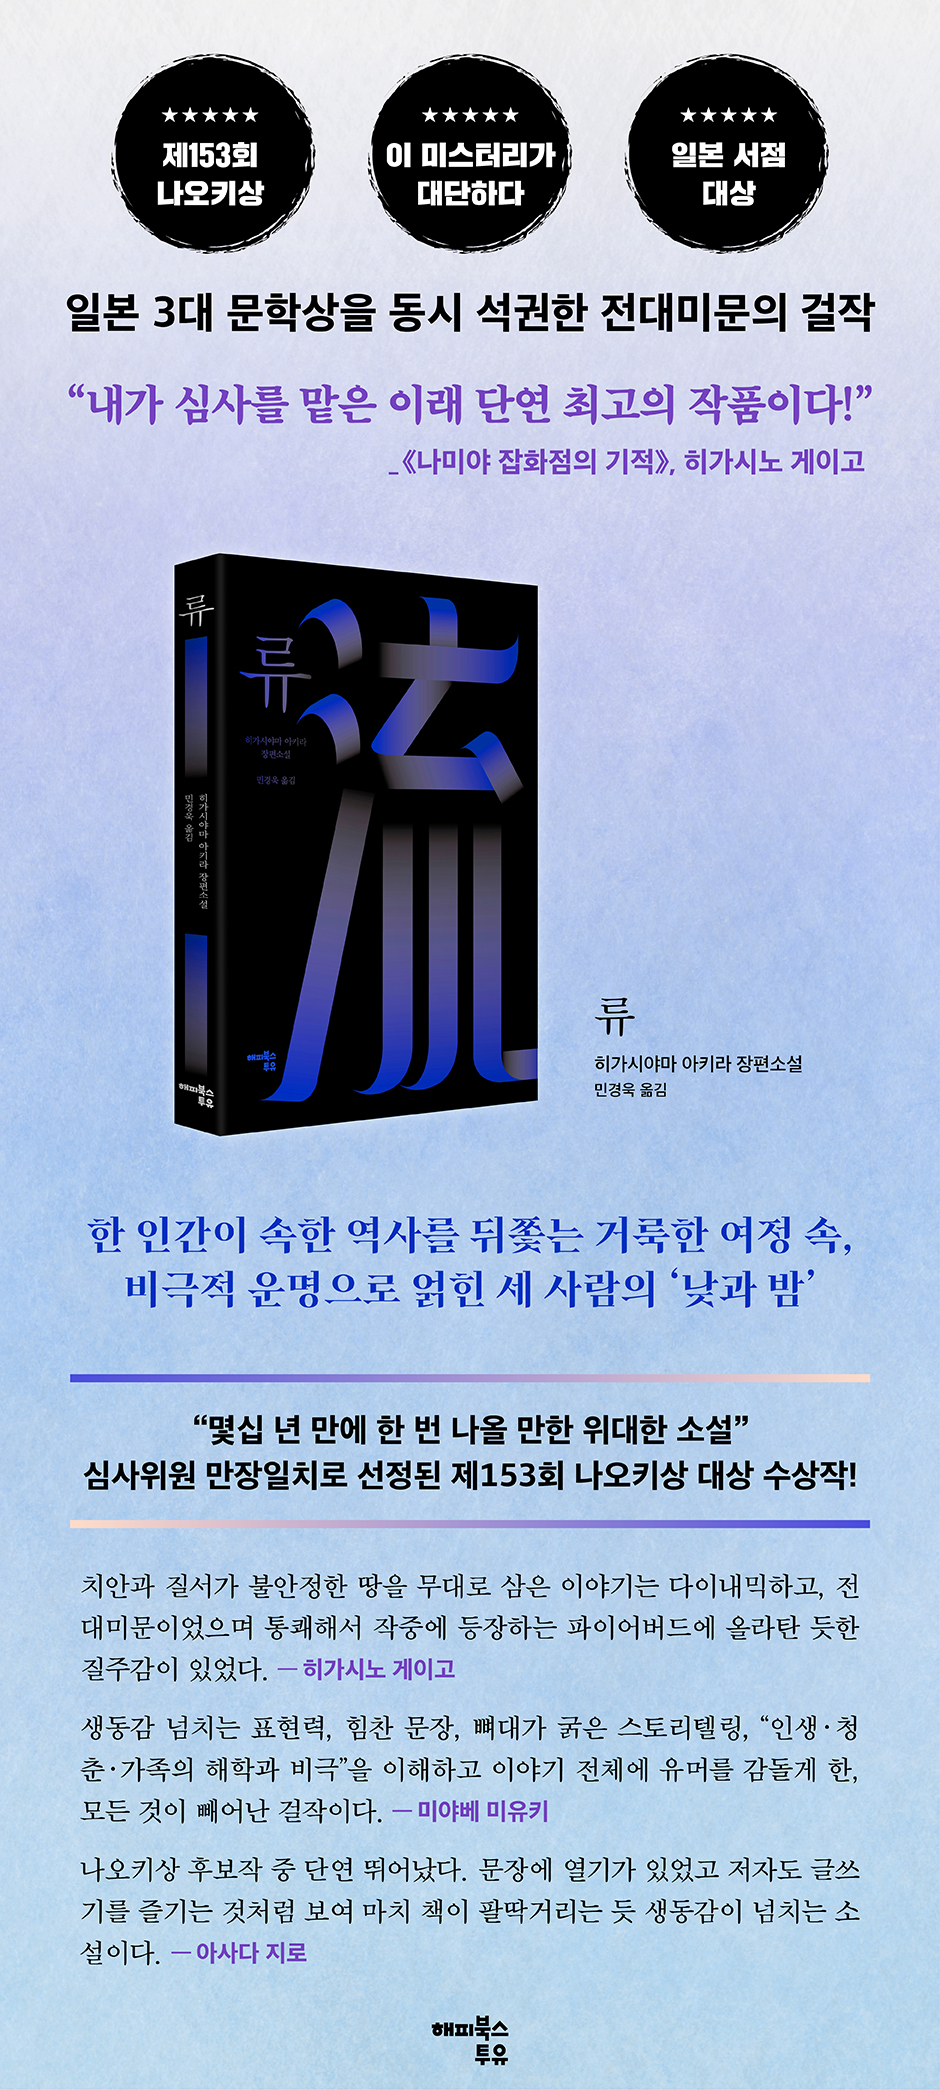 ★★★★★
제153회
나오키상
★★★★★
이 미스터리가
대단하다
★★★★★
일본 서점
대상
일본 3대 문학상을 동시 석권한 전대미문의 걸작
“내가 심사를 맡은 이래 단연 최고의 작품이다!”
_《나미야 잡화점의 기적》, 히가시노 게이고
류
히가시야마 아키라 장편소설
민경욱 옮김
해피북스
투유
류
流
히가시야마 아키라
장편소설
민경욱 옮김
해피북스
투유
류
히가시야마 아키라 장편소설
민경욱 옮김
한 인간이 속한 역사를 뒤쫓는 거룩한 여정 속,
비극적 운명으로 얽힌 세 사람의 ‘낮과 밤’
“몇십 년 만에 한 번 나올 만한 위대한 소설”
심사위원 만장일치로 선정된 제153회 나오키상 대상 수상작!
치안과 질서가 불안정한 땅을 무대로 삼은 이야기는 다이내믹하고, 전
대미문이었으며 통쾌해서 작중에 등장하는 파이어버드에 올라탄 듯한
질주감이 있었다. ─ 히가시노 게이고
생동감 넘치는 표현력, 힘찬 문장, 뼈대가 굵은 스토리텔링, “인생·청
춘·가족의 해학과 비극”을 이해하고 이야기 전체에 유머를 감돌게 한,
모든 것이 빼어난 걸작이다. ─ 미야베 미유키
나오키상 후보작 중 단연 뛰어났다. 문장에 열기가 있었고 저자도 글쓰
기를 즐기는 것처럼 보여 마치 책이 팔딱거리는 듯 생동감이 넘치는 소
설이다. ─ 아사다 지로
해피북스
투유